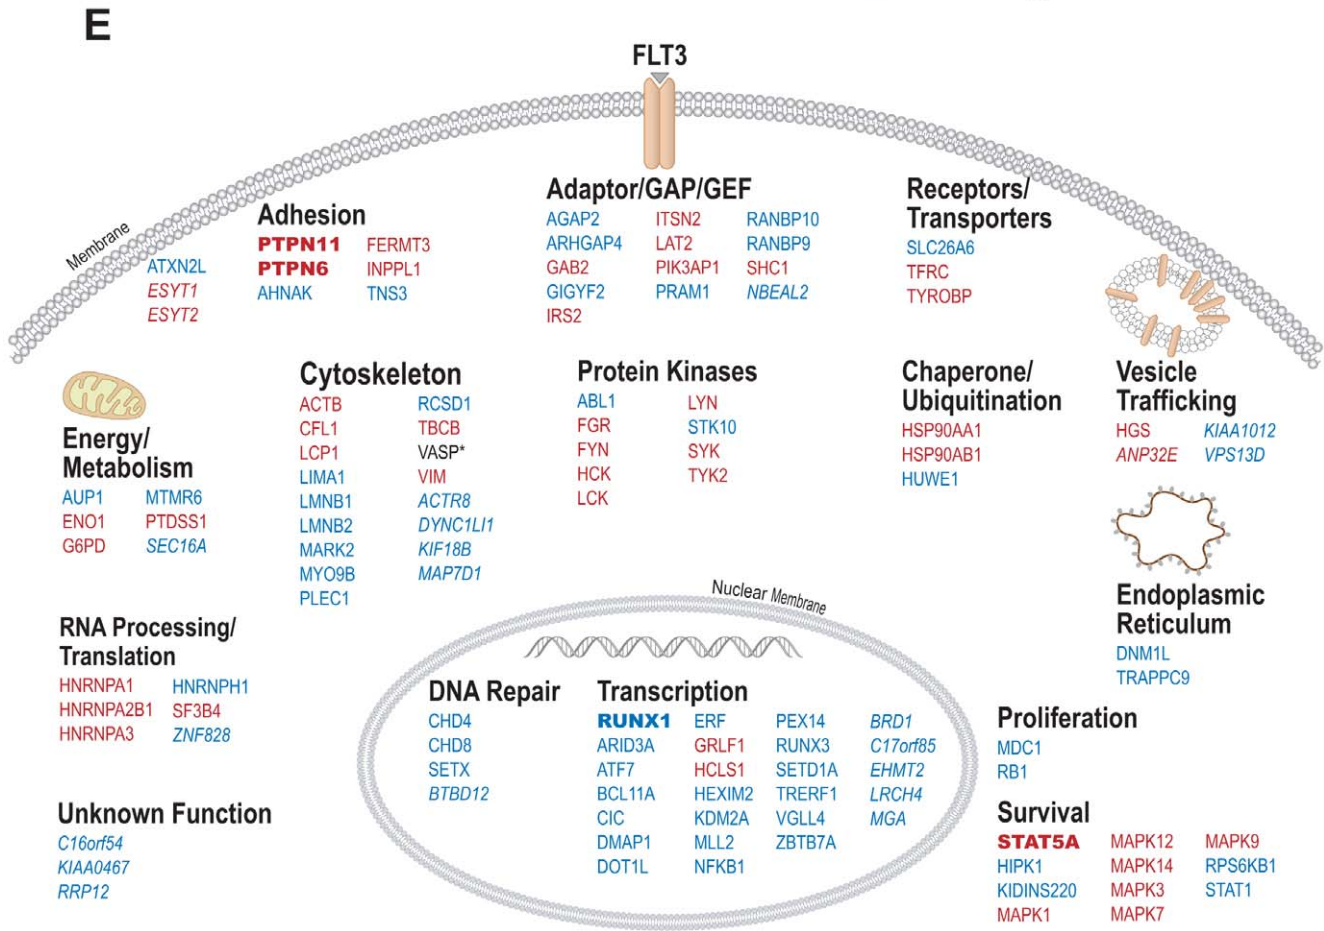 E
FLT3
Membrane
ATXN2L
ESYT1
ESYT2
Adhesion
PTPN11 FERMT3
PTPN6 INPPL1
AHNAK TNS3
Adaptor/GAP/GEF
AGAP2 ITSN2 RANBP10
ARHGAP4 LAT2 RANBP9
GAB2 PIK3AP1 SHC1
GIGYF2 PRAM1 NBEAL2
IRS2
Receptors/
Transporters
SLC26A6
TFRC
TYROBP
Energy/
Metabolism
AUP1 MTMR6
ENO1 PTDSS1
G6PD SEC16A
Cytoskeleton
ACTB RCSD1
CFL1 TBCB
LCP1 VASP*
LIMA1 VIM
LMNB1 ACTR8
LMNB2 DYNC1LI1
MARK2 KIF18B
MYO9B MAP7D1
PLEC1
Protein Kinases
ABL1 LYN
FGR STK10
FYN SYK
HCK TYK2
LCK
Chaperone/
Ubiquitination
HSP90AA1
HSP90AB1
HUWE1
Vesicle
Trafficking
HGS KIAA1012
ANP32E VPS13D
Endoplasmic
Reticulum
DNM1L
TRAPPC9
RNA Processing/
Translation
HNRNPA1 HNRNPH1
HNRNPA2B1 SF3B4
HNRNPA3 ZNF828
Nuclear Membrane
DNA Repair
CHD4
CHD8
SETX
BTBD12
Transcription
RUNX1 ERF PEX14 BRD1
ARID3A GRLF1 RUNX3 C17orf85
ATF7 HCLS1 SETD1A EHMT2
BCL11A HEXIM2 TRERF1 LRCH4
CIC KDM2A VGLL4 MGA
DMAP1 MLL2 ZBTB7A
DOT1L NFKB1
Proliferation
MDC1
RB1
Unknown Function
C16orf54
KIAA0467
RRP12
Survival
STAT5A MAPK12 MAPK9
HIPK1 MAPK14 RPS6KB1
KIDINS220 MAPK3 STAT1
MAPK1 MAPK7